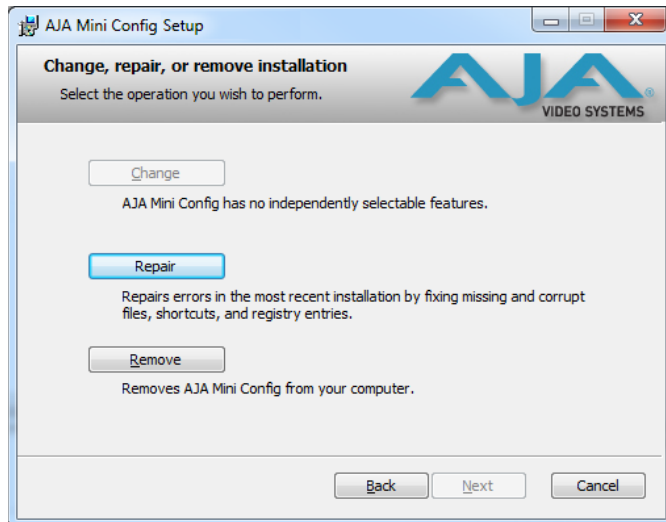 AJA Mini Config Setup
Change, repair, or remove installation
Select the operation you wish to perform.
AJA
VIDEO SYSTEMS
Change
AJA Mini Config has no independently selectable features.
Repair
Repairs errors in the most recent installation by fixing missing and corrupt
files, shortcuts, and registry entries.
Remove
Removes AJA Mini Config from your computer.
Back Next Cancel